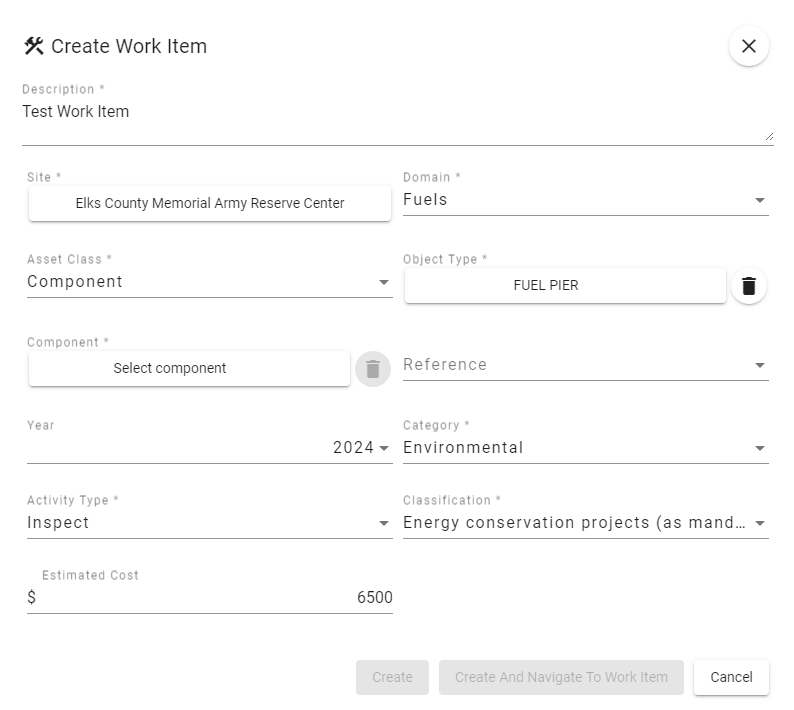 Create Work Item
Description *
Test Work Item
Site *
Elks County Memorial Army Reserve Center
Domain *
Fuels
Asset Class *
Component
Object Type *
FUEL PIER
Component *
Select component
Reference
Year
2024
Category *
Environmental
Activity Type *
Inspect
Classification *
Energy conservation projects (as mand...
Estimated Cost
$ 6500
Create
Create And Navigate To Work Item
Cancel